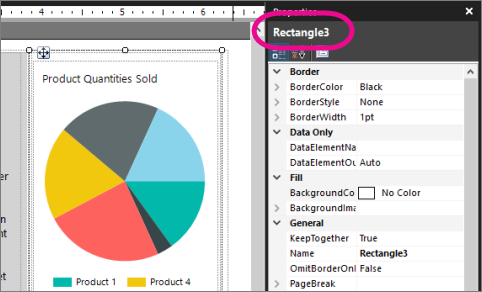 4 5 6
Properties
Rectangle3
Product Quantities Sold
Product 1 Product 4
Border
BorderColor Black
BorderStyle None
BorderWidth 1pt
Data Only
DataElementNa
DataElementOu Auto
Fill
BackgroundCo No Color
BackgroundIma
General
KeepTogether True
Name Rectangle3
OmitBorderOnl False
PageBreak
er
n
nt
et